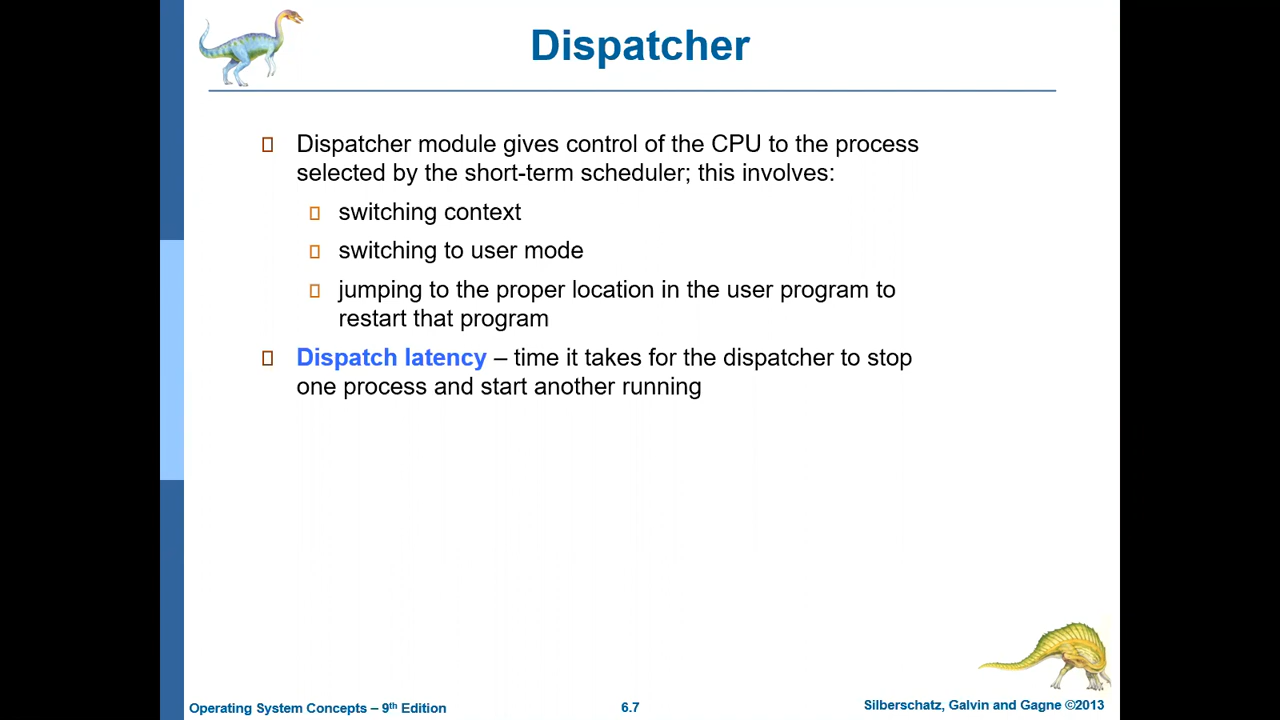 Dispatcher
Dispatcher module gives control of the CPU to the process
selected by the short-term scheduler; this involves:
switching context
switching to user mode
jumping to the proper location in the user program to
restart that program
Dispatch latency – time it takes for the dispatcher to stop
one process and start another running
Operating System Concepts – 9th Edition
6.7
Silberschatz, Galvin and Gagne ©2013